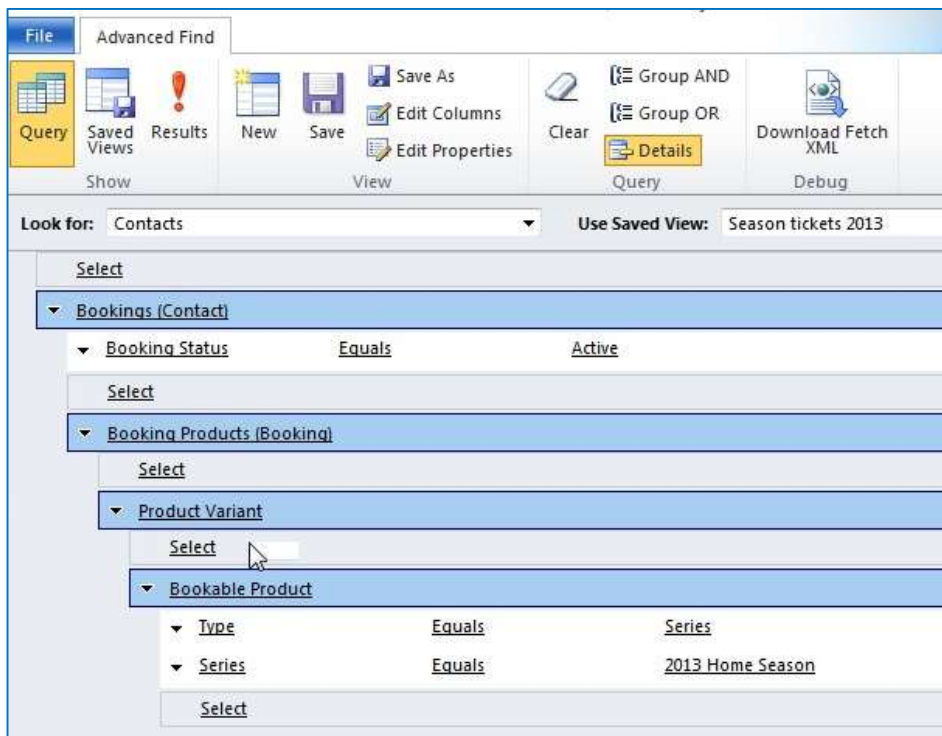 File Advanced Find
Query Saved Views Results New Save Save As Edit Columns Edit Properties Clear Group AND Group OR Details Download Fetch XML
Show View Query Debug
Look for: Contacts Use Saved View: Season tickets 2013
Select
Bookings (Contact)
Booking Status Equals Active
Select
Booking Products (Booking)
Select
Product Variant
Select
Bookable Product
Type Equals Series
Series Equals 2013 Home Season
Select